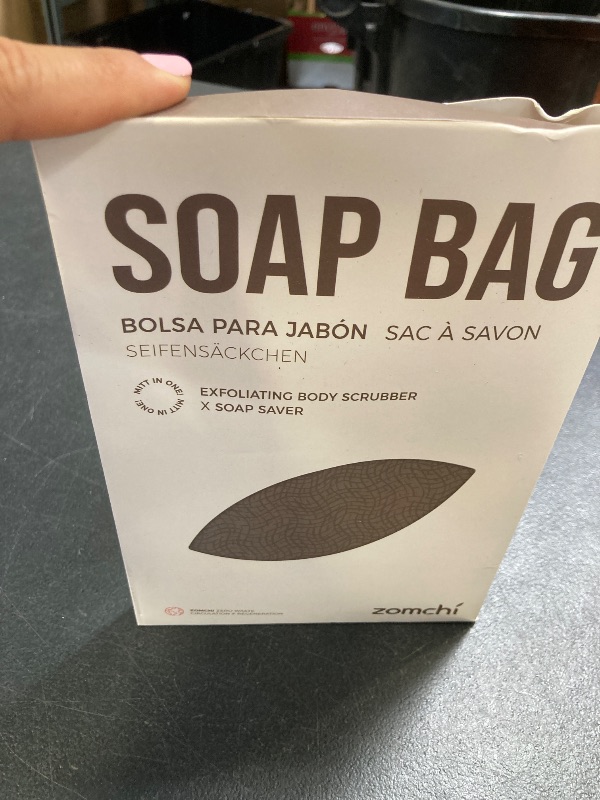 SOAP BAG
BOLSA PARA JABÓN SAC À SAVON
SEIFENSÄCKCHEN
MITT IN ONE! MITT IN ONE!
EXFOLIATING BODY SCRUBBER
X SOAP SAVER
zomchí